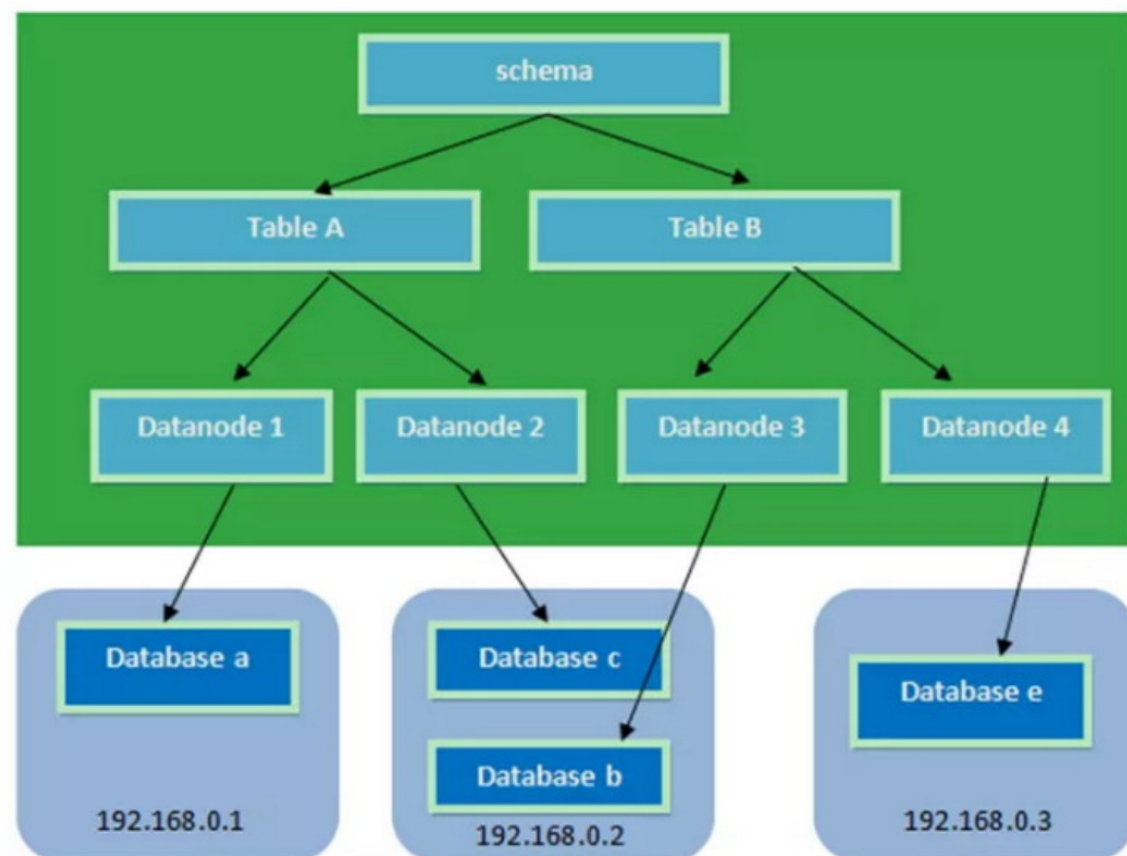 schema
Table A
Table B
Datanode 1
Datanode 2
Datanode 3
Datanode 4
Database a
Database c
Database e
Database b
192.168.0.1
192.168.0.2
192.168.0.3